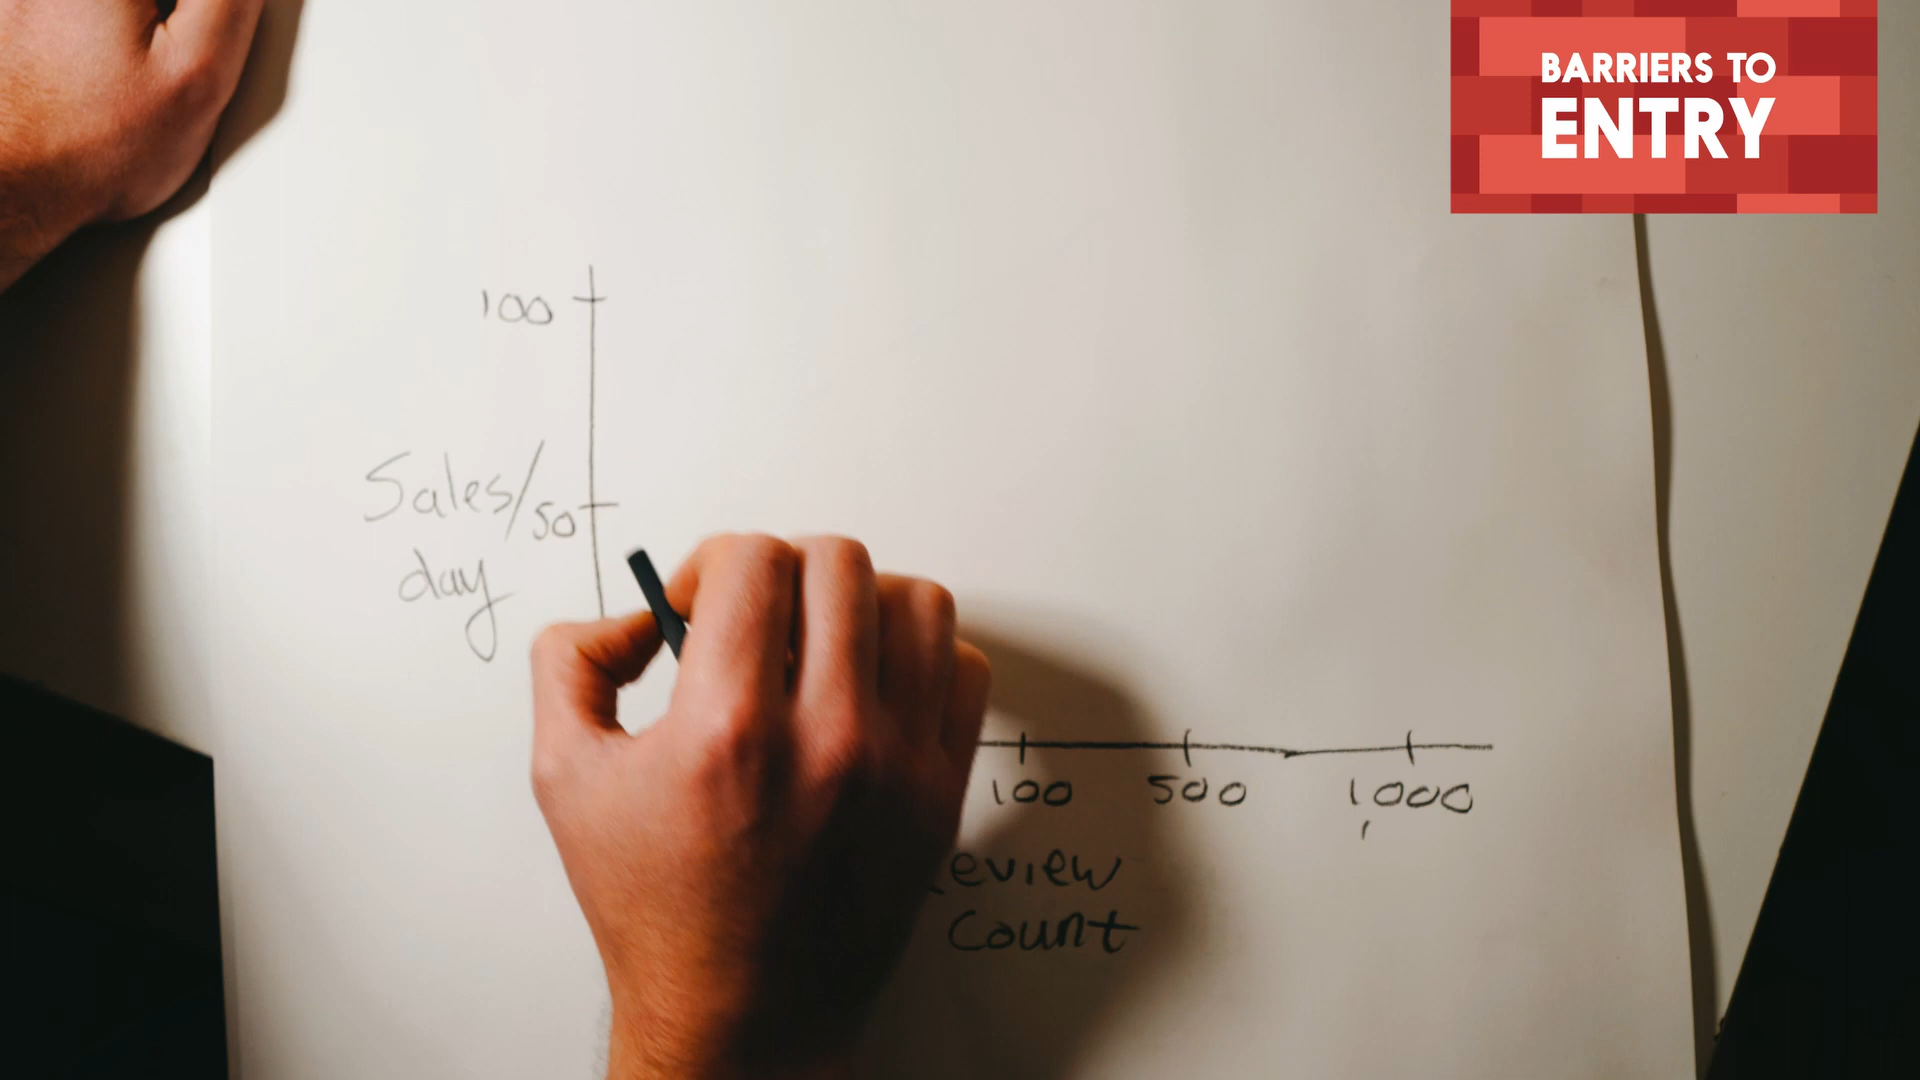 BARRIERS TO
ENTRY
100
Sales/
50
day
100 500 1,000
eview
Count